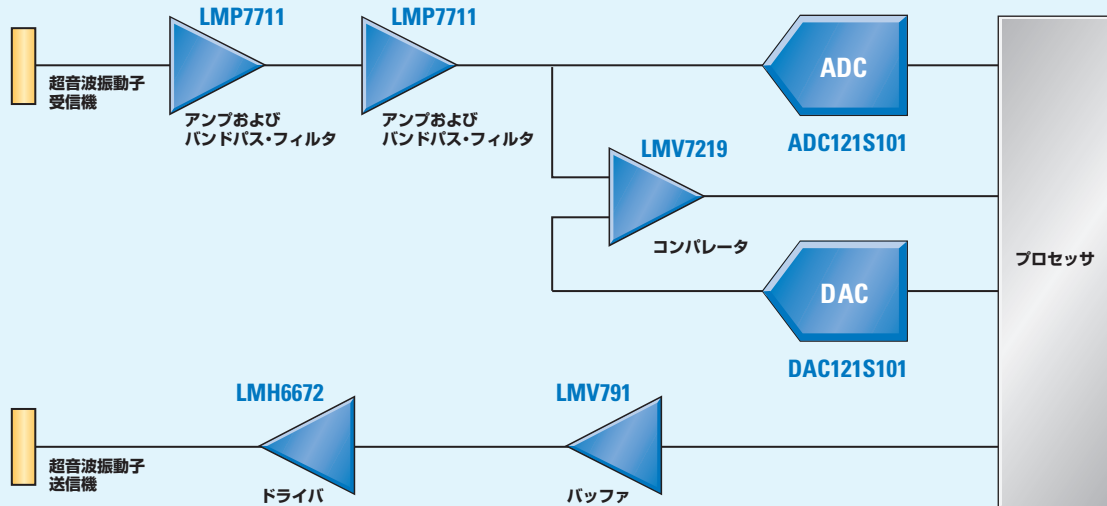 LMP7711
LMP7711
超音波振動子
受信機
アンプおよび
バンドパス・フィルタ
アンプおよび
バンドパス・フィルタ
ADC
ADC121S101
LMV7219
コンパレータ
プロセッサ
DAC
DAC121S101
LMH6672
LMV791
超音波振動子
送信機
ドライバ
バッファ